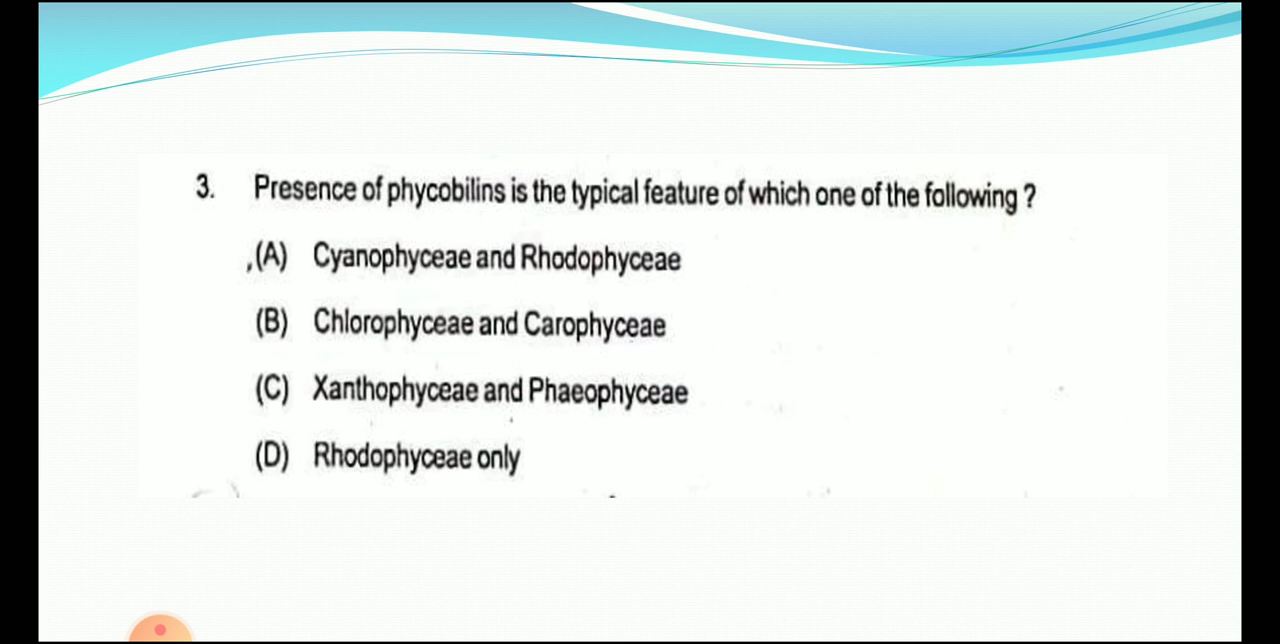 3. Presence of phycobilins is the typical feature of which one of the following ?
(A) Cyanophyceae and Rhodophyceae
(B) Chlorophyceae and Carophyceae
(C) Xanthophyceae and Phaeophyceae
(D) Rhodophyceae only